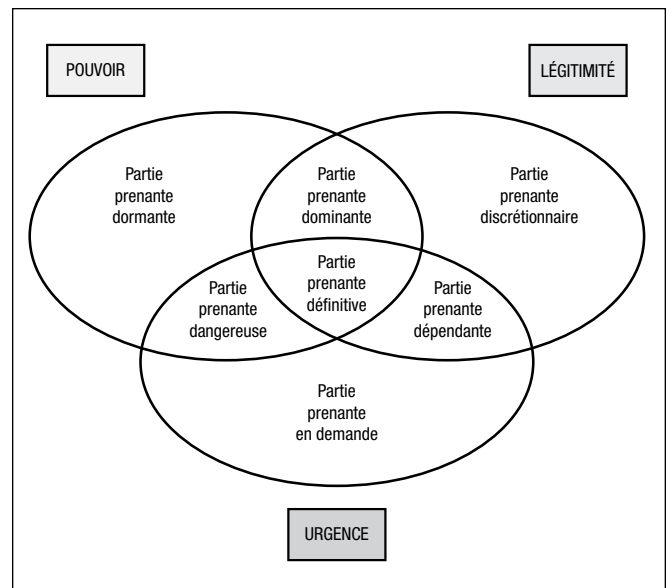 POUVOIR
LÉGITIMITÉ
Partie
prenante
dormante
Partie
prenante
dominante
Partie
prenante
discrétionnaire
Partie
prenante
dangereuse
Partie
prenante
définitive
Partie
prenante
dépendante
Partie
prenante
en demande
URGENCE